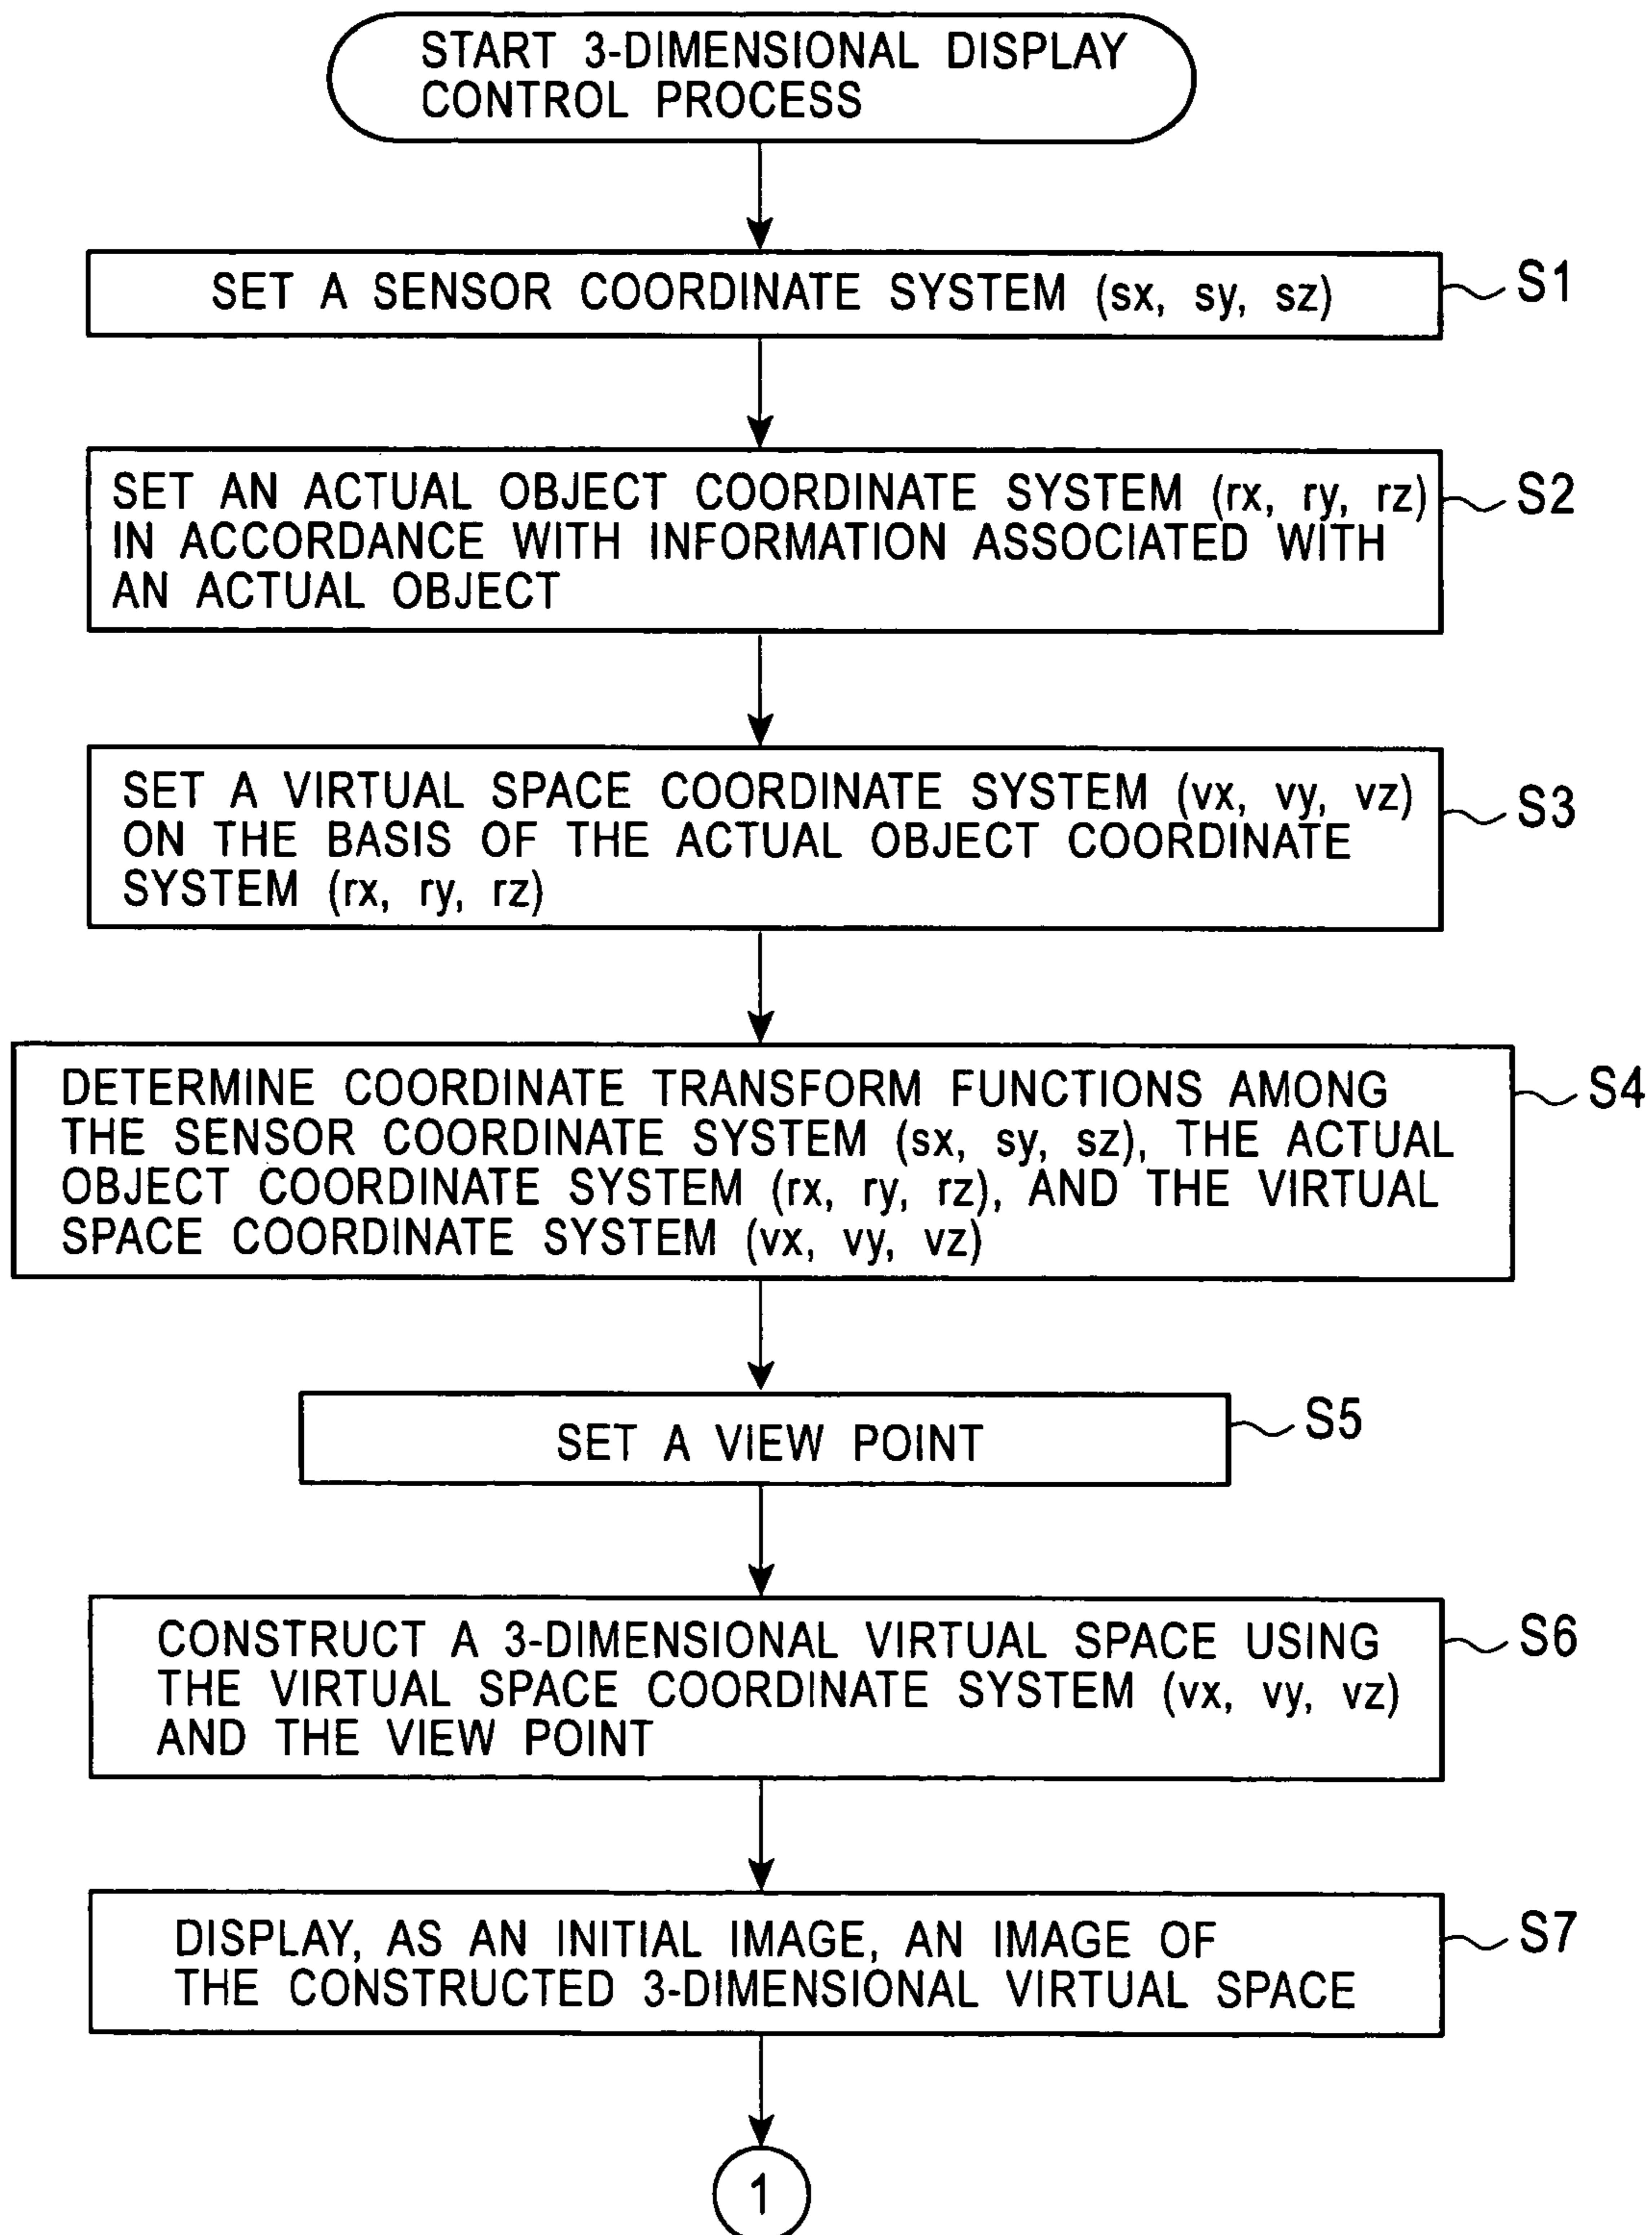 START 3-DIMENSIONAL DISPLAY
CONTROL PROCESS
SET A SENSOR COORDINATE SYSTEM (sx, sy, sz)
S1
SET AN ACTUAL OBJECT COORDINATE SYSTEM (rx, ry, rz)
IN ACCORDANCE WITH INFORMATION ASSOCIATED WITH
AN ACTUAL OBJECT
S2
SET A VIRTUAL SPACE COORDINATE SYSTEM (vx, vy, vz)
ON THE BASIS OF THE ACTUAL OBJECT COORDINATE
SYSTEM (rx, ry, rz)
S3
DETERMINE COORDINATE TRANSFORM FUNCTIONS AMONG
THE SENSOR COORDINATE SYSTEM (sx, sy, sz), THE ACTUAL
OBJECT COORDINATE SYSTEM (rx, ry, rz), AND THE VIRTUAL
SPACE COORDINATE SYSTEM (vx, vy, vz)
S4
SET A VIEW POINT
S5
CONSTRUCT A 3-DIMENSIONAL VIRTUAL SPACE USING
THE VIRTUAL SPACE COORDINATE SYSTEM (vx, vy, vz)
AND THE VIEW POINT
S6
DISPLAY, AS AN INITIAL IMAGE, AN IMAGE OF
THE CONSTRUCTED 3-DIMENSIONAL VIRTUAL SPACE
S7
1